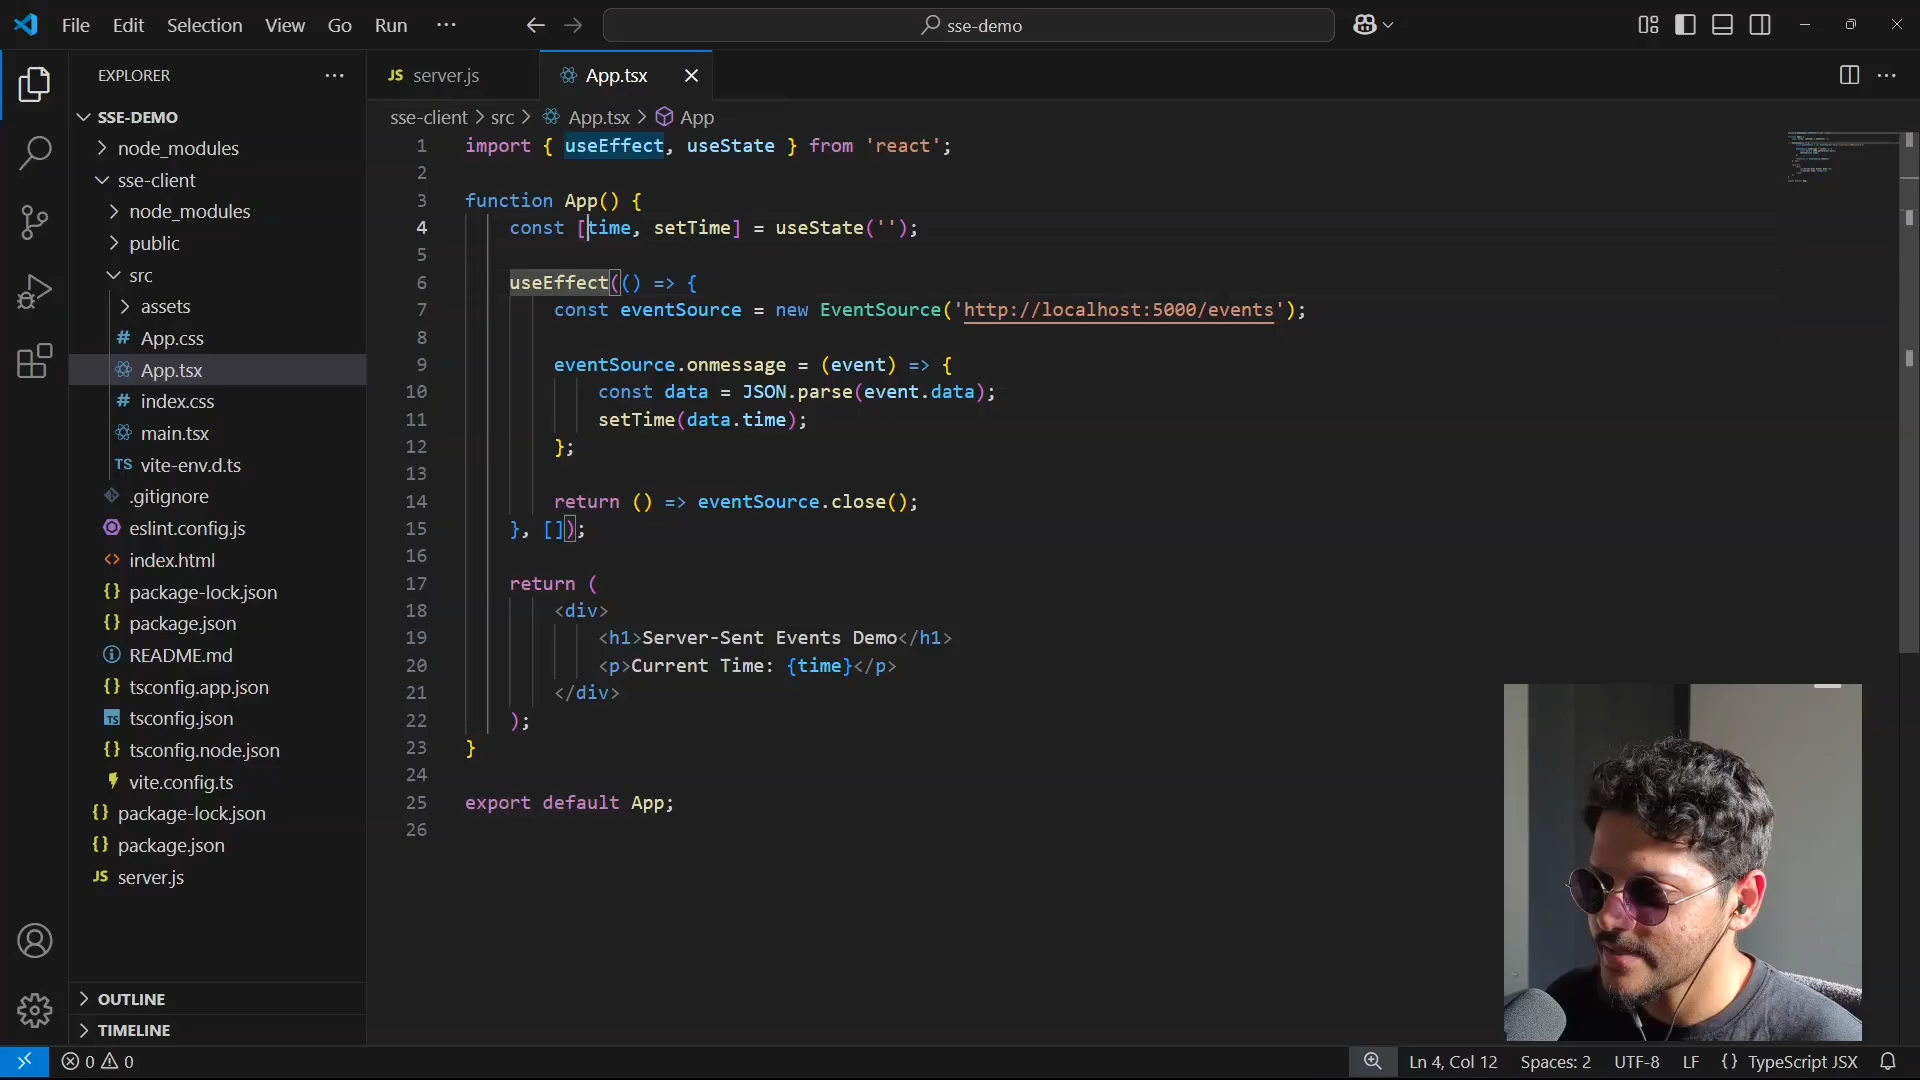 File Edit Selection View Go Run ··· sse-demo
EXPLORER
SSE-DEMO
node_modules
sse-client
node_modules
public
src
assets
App.css
App.tsx
index.css
main.tsx
TS vite-env.d.ts
.gitignore
eslint.config.js
index.html
{} package-lock.json
{} package.json
README.md
{} tsconfig.app.json
TS tsconfig.json
{} tsconfig.node.json
vite.config.ts
{} package-lock.json
{} package.json
JS server.js
OUTLINE
TIMELINE
JS server.js
App.tsx
sse-client > src > App.tsx > App
1 import { useEffect, useState } from 'react';
2
3 function App() {
4 const [time, setTime] = useState('');
5
6 useEffect(() => {
7 const eventSource = new EventSource('http://localhost:5000/events');
8
9 eventSource.onmessage = (event) => {
10 const data = JSON.parse(event.data);
11 setTime(data.time);
12 };
13
14 return () => eventSource.close();
15 }, []);
16
17 return (
18 <div>
19 <h1>Server-Sent Events Demo</h1>
20 <p>Current Time: {time}</p>
21 </div>
22 );
23 }
24
25 export default App;
26
0 0 Ln 4, Col 12 Spaces: 2 UTF-8 LF {} TypeScript JSX